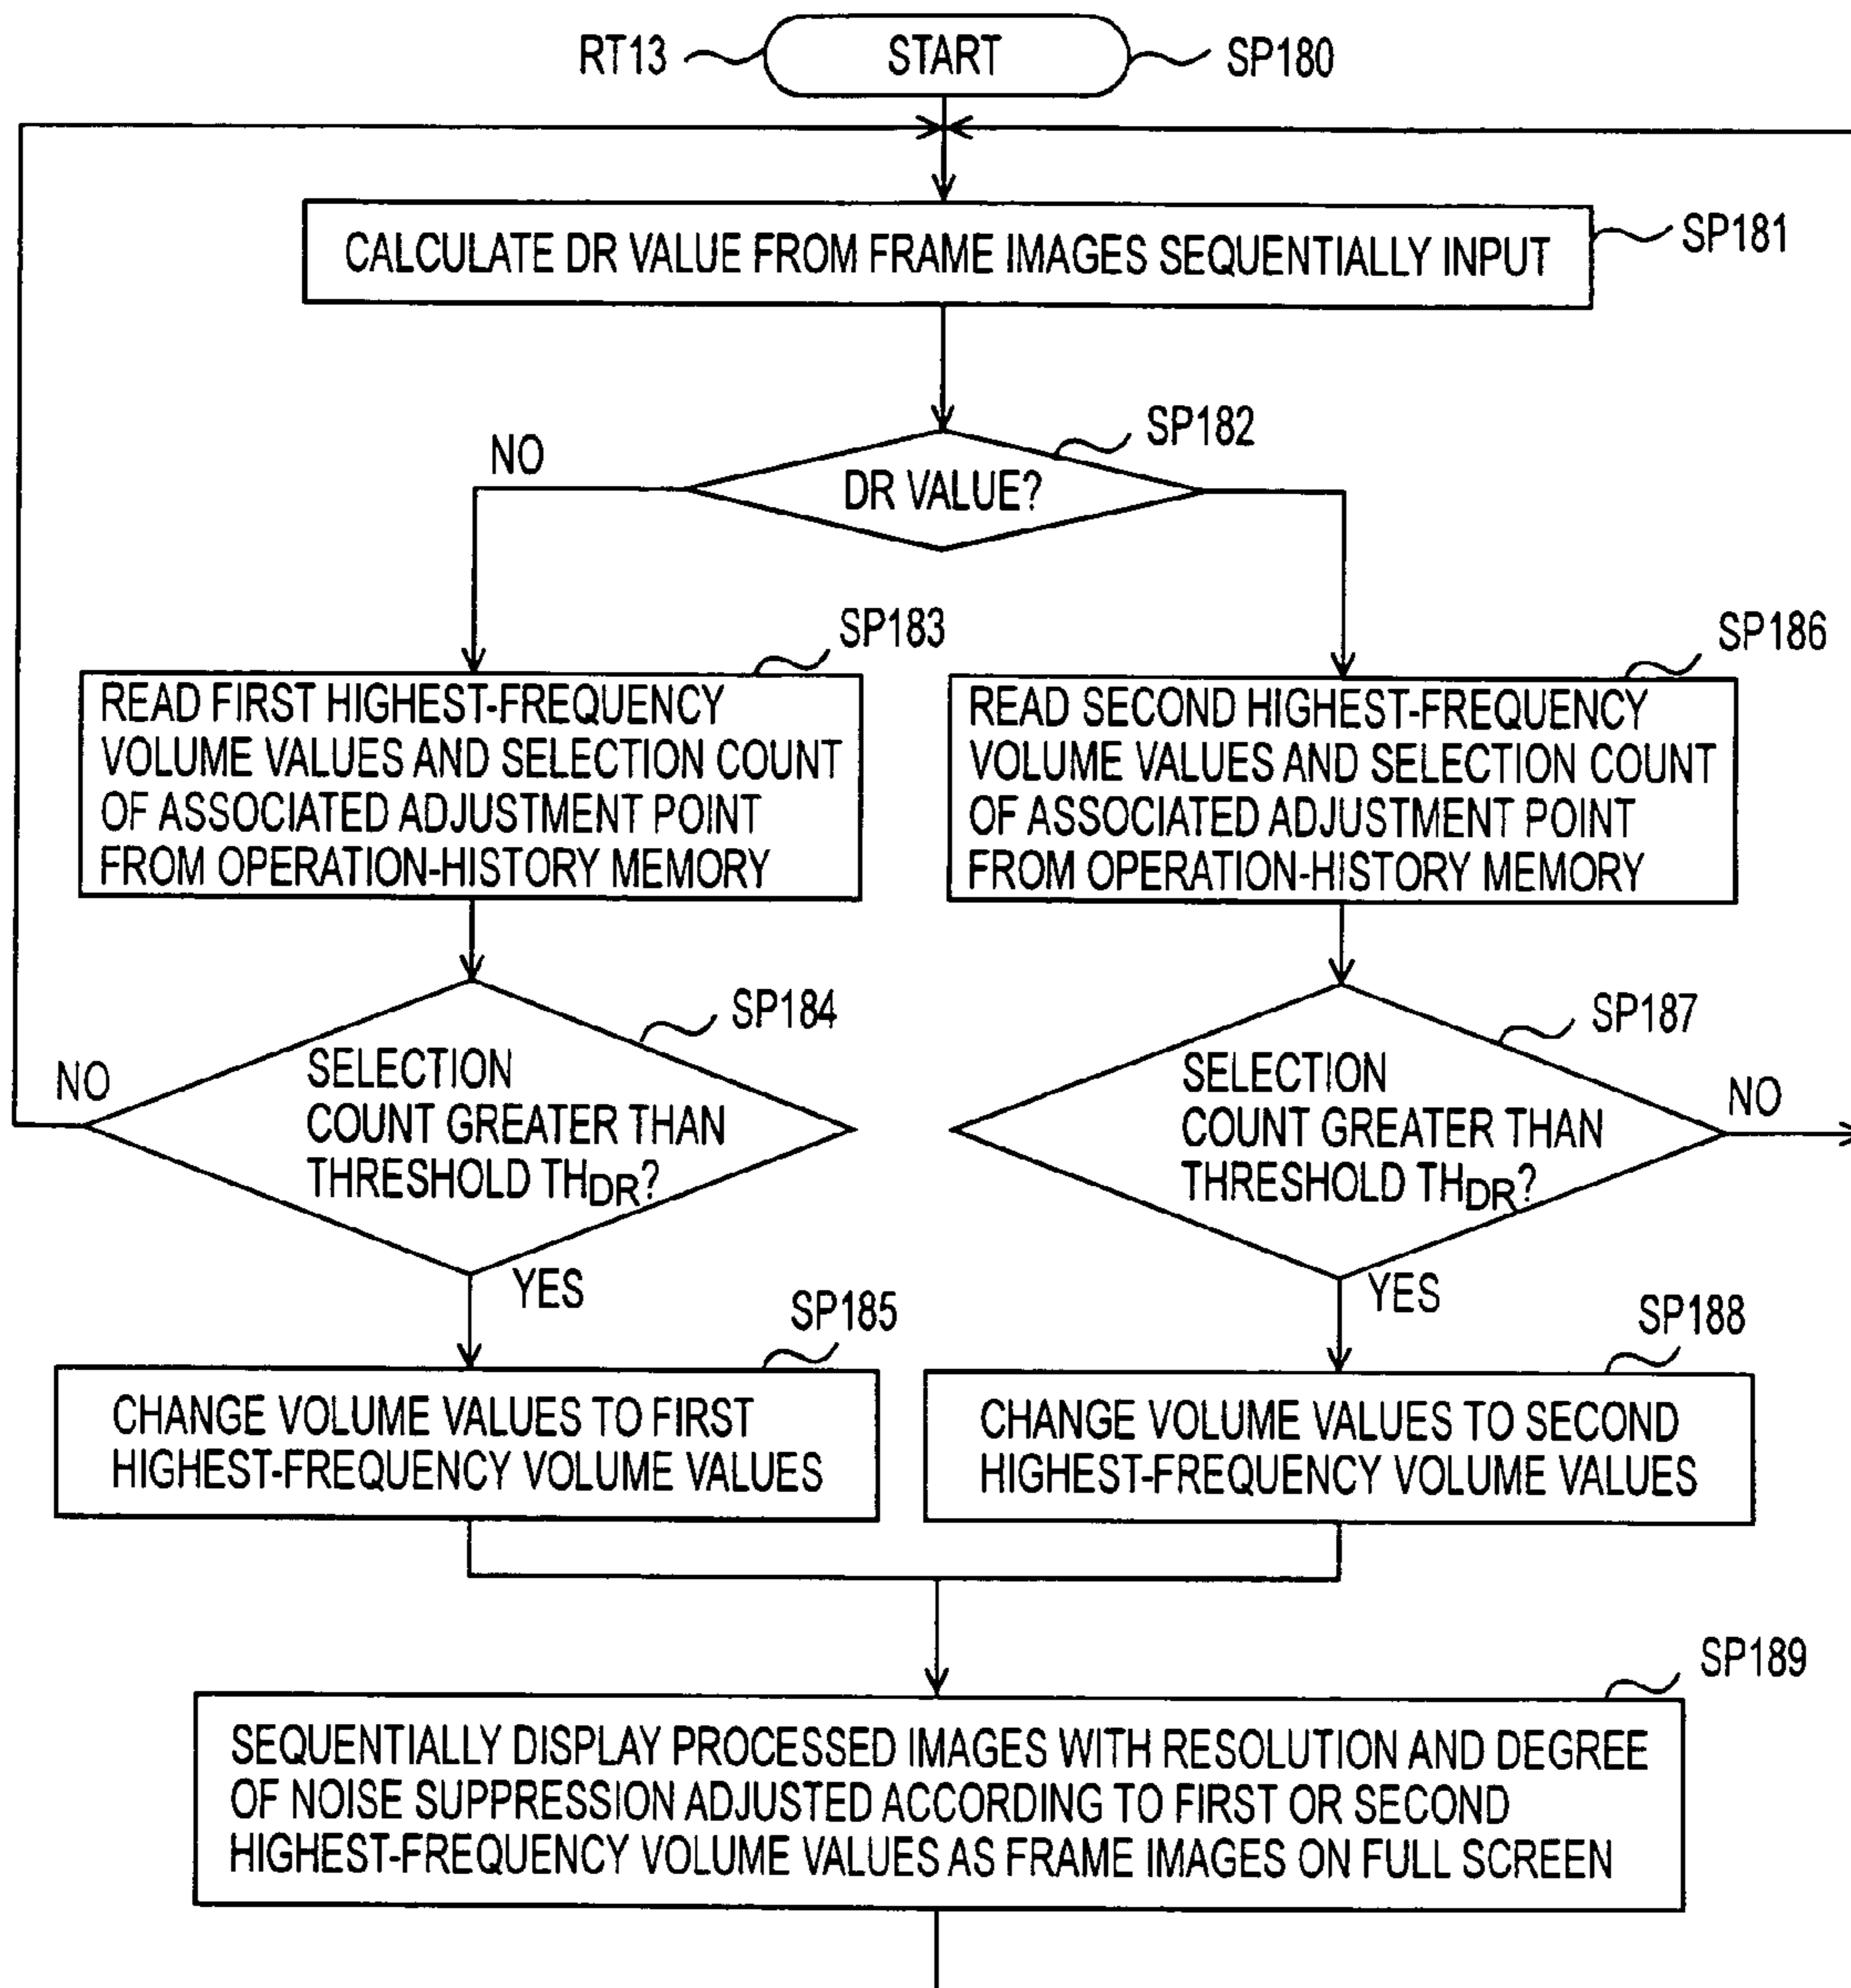 RT13
START
SP180
CALCULATE DR VALUE FROM FRAME IMAGES SEQUENTIALLY INPUT
SP181
SP182
NO
DR VALUE?
SP183
READ FIRST HIGHEST-FREQUENCY
VOLUME VALUES AND SELECTION COUNT
OF ASSOCIATED ADJUSTMENT POINT
FROM OPERATION-HISTORY MEMORY
SP186
READ SECOND HIGHEST-FREQUENCY
VOLUME VALUES AND SELECTION COUNT
OF ASSOCIATED ADJUSTMENT POINT
FROM OPERATION-HISTORY MEMORY
SP184
NO
SELECTION
COUNT GREATER THAN
THRESHOLD THDR?
YES
SP187
SELECTION
COUNT GREATER THAN
THRESHOLD THDR?
NO
YES
SP185
CHANGE VOLUME VALUES TO FIRST
HIGHEST-FREQUENCY VOLUME VALUES
SP188
CHANGE VOLUME VALUES TO SECOND
HIGHEST-FREQUENCY VOLUME VALUES
SP189
SEQUENTIALLY DISPLAY PROCESSED IMAGES WITH RESOLUTION AND DEGREE
OF NOISE SUPPRESSION ADJUSTED ACCORDING TO FIRST OR SECOND
HIGHEST-FREQUENCY VOLUME VALUES AS FRAME IMAGES ON FULL SCREEN